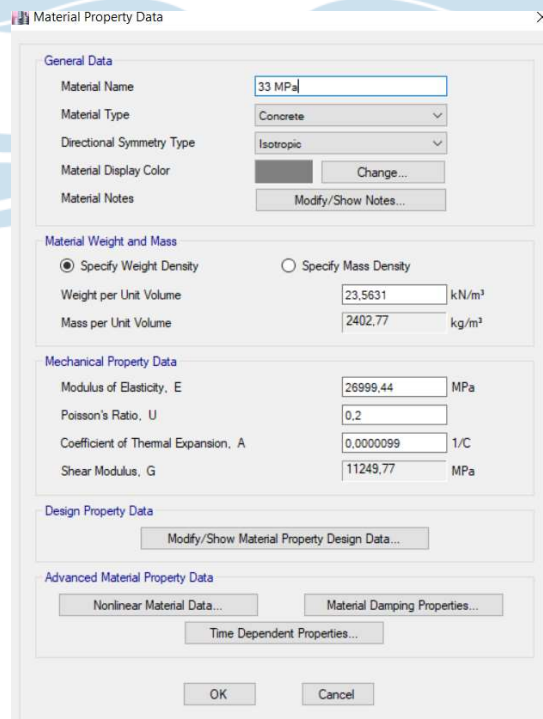 Material Property Data
General Data
Material Name 33 MPa
Material Type Concrete
Directional Symmetry Type Isotropic
Material Display Color Change...
Material Notes Modify/Show Notes...
Material Weight and Mass
Specify Weight Density Specify Mass Density
Weight per Unit Volume 23,5631 kN/m³
Mass per Unit Volume 2402,77 kg/m³
Mechanical Property Data
Modulus of Elasticity, E 26999,44 MPa
Poisson's Ratio, U 0,2
Coefficient of Thermal Expansion, A 0,0000099 1/C
Shear Modulus, G 11249,77 MPa
Design Property Data
Modify/Show Material Property Design Data...
Advanced Material Property Data
Nonlinear Material Data... Material Damping Properties...
Time Dependent Properties...
OK Cancel